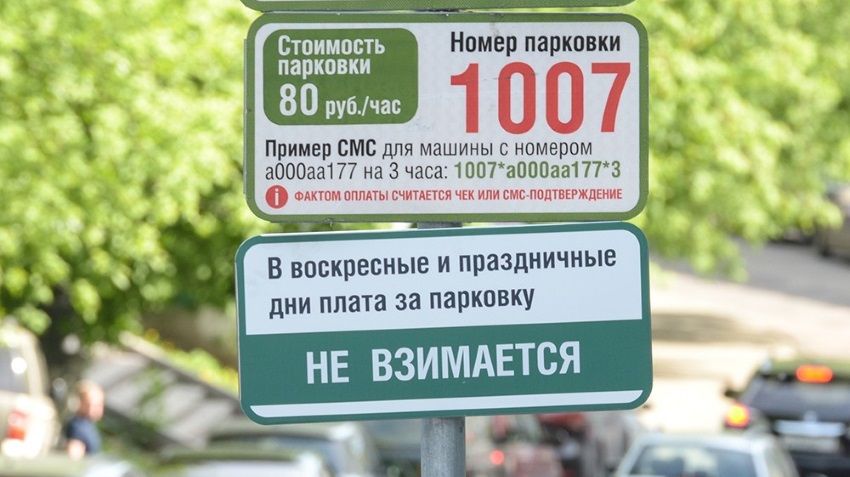 Стоимость
парковки
80 руб./час
Номер парковки
1007
Пример СМС для машины с номером
а000аа177 на 3 часа: 1007*а000аа177*3
i ФАКТОМ ОПЛАТЫ СЧИТАЕТСЯ ЧЕК ИЛИ СМС-ПОДТВЕРЖДЕНИЕ
В воскресные и праздничные
дни плата за парковку
НЕ ВЗИМАЕТСЯ